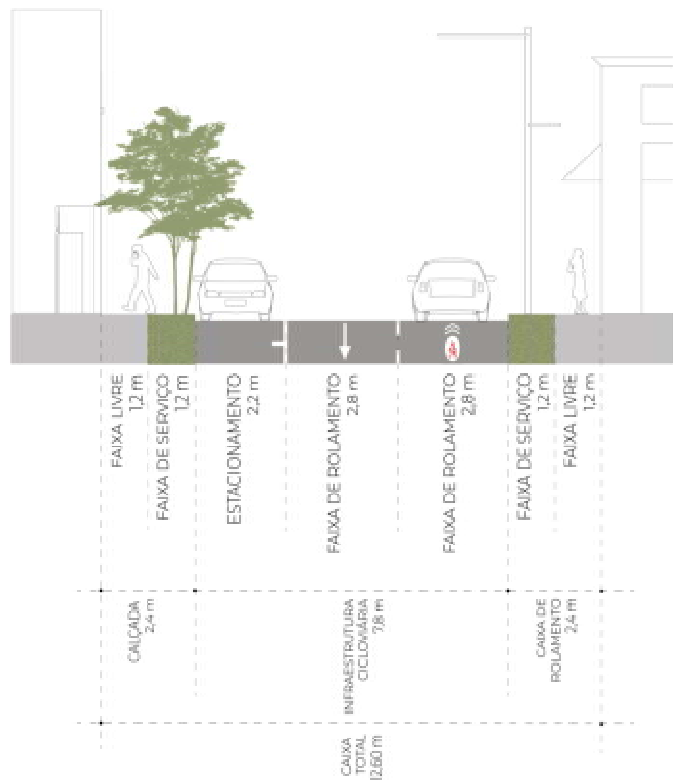 FAIXA LIVRE
1,2 m
FAIXA DE SERVIÇO
1,2 m
ESTACIONAMENTO
2,2 m
FAIXA DE ROLAMENTO
2,8 m
FAIXA DE ROLAMENTO
2,8 m
FAIXA DE SERVIÇO
1,2 m
FAIXA LIVRE
1,2 m
CALÇADA
2,4 m
INFRAESTRUTURA
CICLOVIÁRIA
7,8 m
CAIXA DE
ROLAMENTO
2,4 m
CAIXA
TOTAL
12,60 m